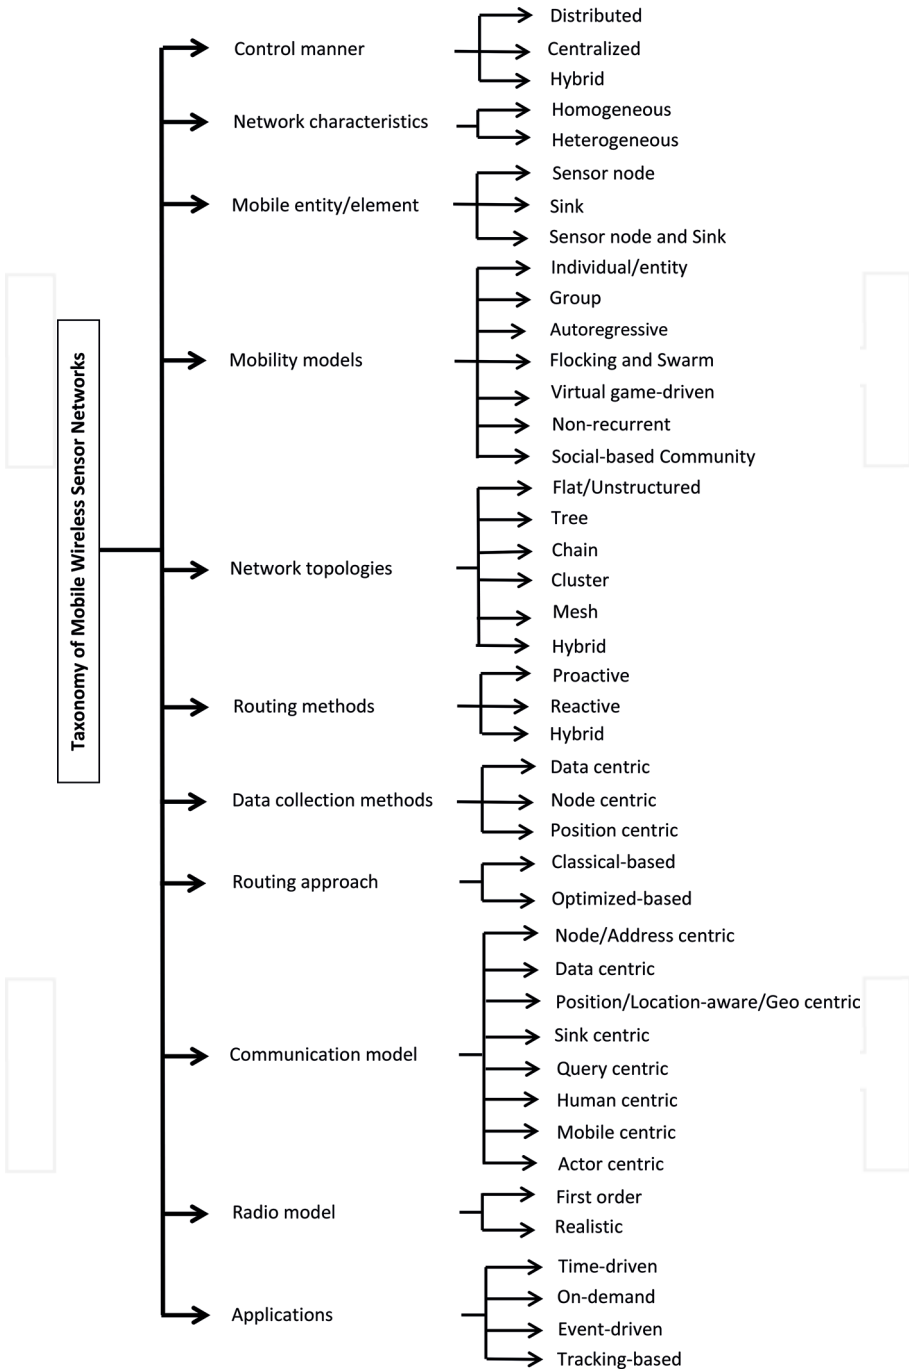 Taxonomy of Mobile Wireless Sensor Networks
Control manner
Distributed
Centralized
Hybrid
Network characteristics
Homogeneous
Heterogeneous
Mobile entity/element
Sensor node
Sink
Sensor node and Sink
Mobility models
Individual/entity
Group
Autoregressive
Flocking and Swarm
Virtual game-driven
Non-recurrent
Social-based Community
Network topologies
Flat/Unstructured
Tree
Chain
Cluster
Mesh
Hybrid
Routing methods
Proactive
Reactive
Hybrid
Data collection methods
Data centric
Node centric
Position centric
Routing approach
Classical-based
Optimized-based
Communication model
Node/Address centric
Data centric
Position/Location-aware/Geo centric
Sink centric
Query centric
Human centric
Mobile centric
Actor centric
Radio model
First order
Realistic
Applications
Time-driven
On-demand
Event-driven
Tracking-based